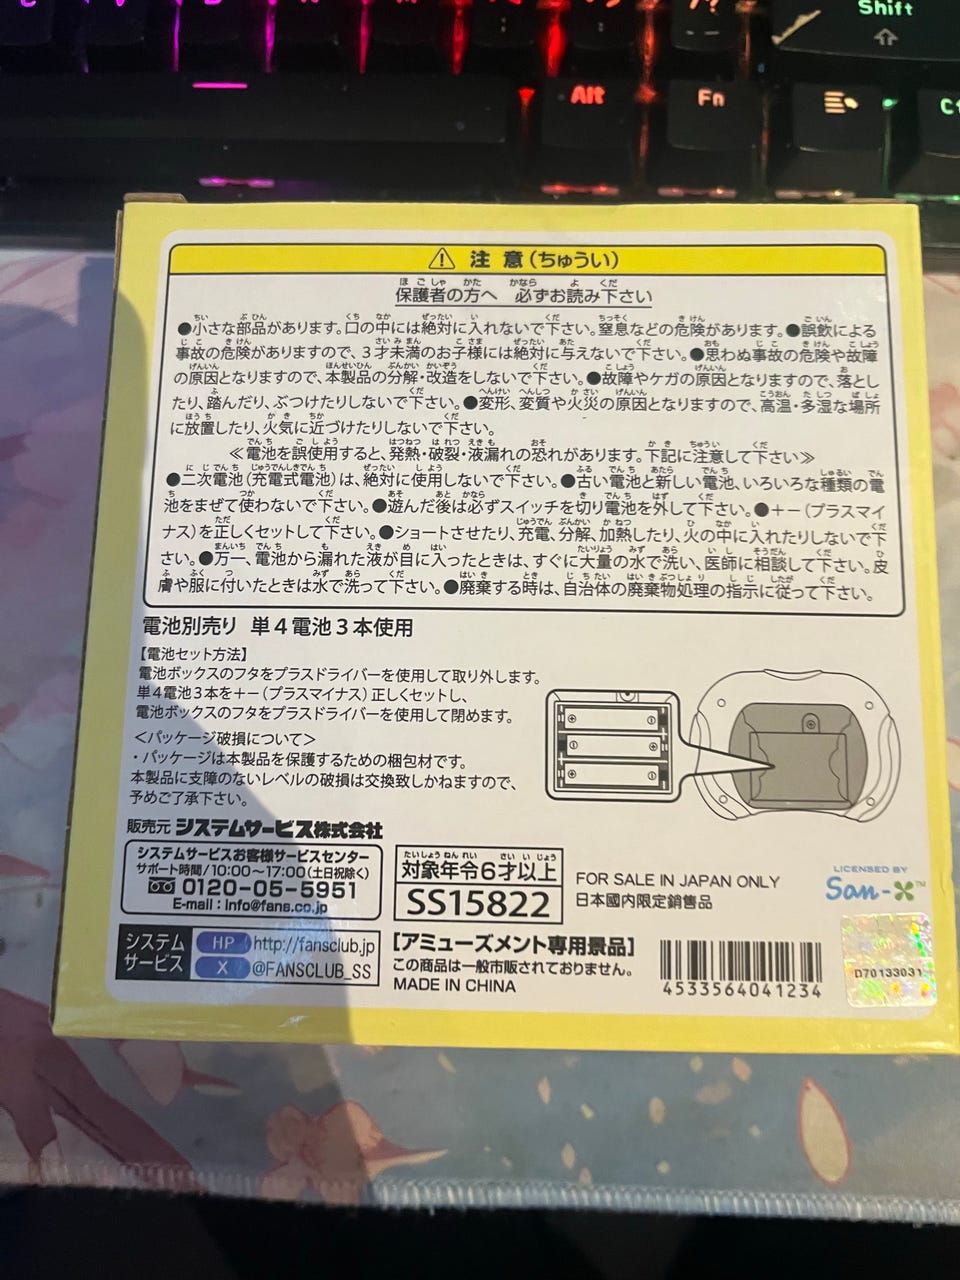 Shift
Alt
Fn
注意(ちゅうい)
保護者の方へ 必ずお読み下さい
●小さな部品があります。口の中には絶対に入れないで下さい。窒息などの危険があります。●誤飲による
事故の危険がありますので、3才未満のお子様には絶対に与えないで下さい。●思わぬ事故の危険や故障
の原因となりますので、本製品の分解・改造をしないで下さい。●故障やケガの原因となりますので、落とし
たり、踏んだり、ぶつけたりしないで下さい。●変形、変質や火災の原因となりますので、高温・多湿な場所
に放置したり、火気に近づけたりしないで下さい。
≪電池を誤使用すると、発熱・破裂・液漏れの恐れがあります。下記に注意して下さい≫
●二次電池(充電式電池)は、絶対に使用しないで下さい。●古い電池と新しい電池、いろいろな種類の電
池をまぜて使わないで下さい。●遊んだ後は必ずスイッチを切り電池を外して下さい。●+-(プラスマイ
ナス)を正しくセットして下さい。●ショートさせたり、充電、分解、加熱したり、火の中に入れたりしないで下
さい。●万一、電池から漏れた液が目に入ったときは、すぐに大量の水で洗い、医師に相談して下さい。皮
膚や服に付いたときは水で洗って下さい。●廃棄する時は、自治体の廃棄物処理の指示に従って下さい。
電池別売り 単4電池3本使用
【電池セット方法】
電池ボックスのフタをプラスドライバーを使用して取り外します。
単4電池3本を+-(プラスマイナス)正しくセットし、
電池ボックスのフタをプラスドライバーを使用して閉めます。
<パッケージ破損について>
・パッケージは本製品を保護するための梱包材です。
本製品に支障のないレベルの破損は交換致しかねますので、
予めご了承下さい。
販売元 システムサービス株式会社
システムサービスお客様サービスセンター
サポート時間/10:00〜17:00(土日祝除く)
0120-05-5951
E-mail:info@fans.co.jp
システムサービス
HP http://fansclub.jp
X @FANSCLUB_SS
対象年令6才以上
SS15822
FOR SALE IN JAPAN ONLY
日本國内限定銷售品
LICENSED BY
San-X™
【アミューズメント専用景品】
この商品は一般市販されておりません。
MADE IN CHINA
4533564041234
D70133031